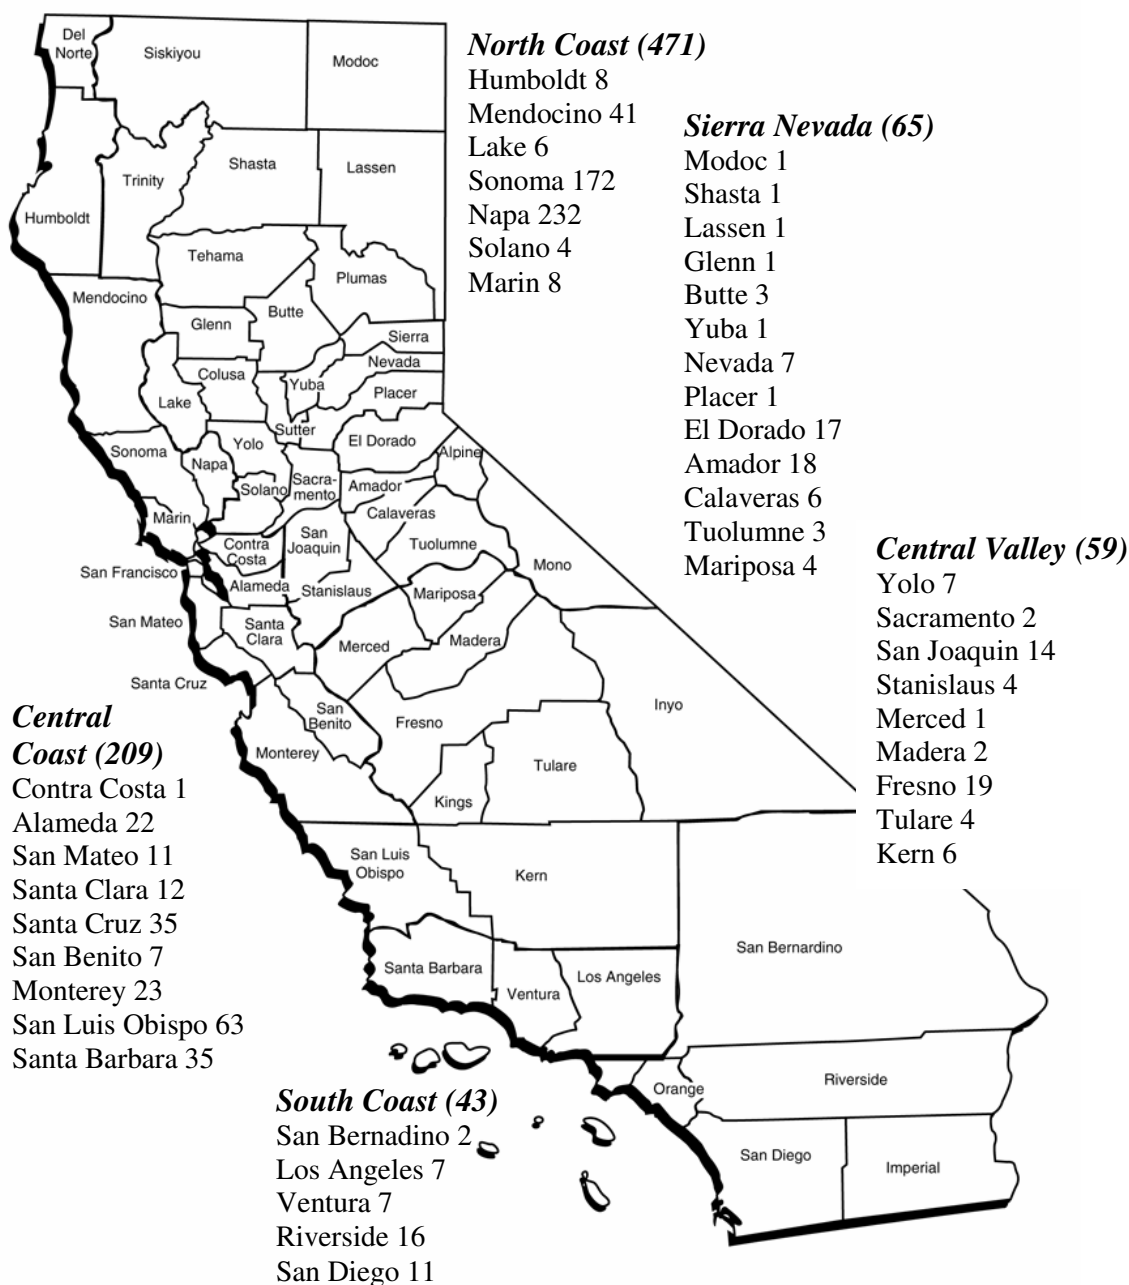 Del
Norte
Siskiyou
Modoc
Shasta
Lassen
Trinity
Humboldt
Tehama
Plumas
Mendocino
Butte
Glenn
Sierra
Nevada
Colusa
Yuba
Placer
Lake
Sutter
El Dorado
Yolo
Sonoma
Napa
Alpine
Sacra-
mento
Solano
Amador
Calaveras
Marin
San
Joaquin
Contra
Costa
Tuolumne
Mono
San Francisco
Alameda
Stanislaus
Mariposa
San Mateo
Santa
Clara
Merced
Madera
Santa Cruz
San
Benito
Fresno
Inyo
Monterey
Tulare
Kings
San Luis
Obispo
Kern
San Bernardino
Santa Barbara
Ventura
Los Angeles
Orange
Riverside
San Diego
Imperial
North Coast (471)
Humboldt 8
Mendocino 41
Lake 6
Sonoma 172
Napa 232
Solano 4
Marin 8
Sierra Nevada (65)
Modoc 1
Shasta 1
Lassen 1
Glenn 1
Butte 3
Yuba 1
Nevada 7
Placer 1
El Dorado 17
Amador 18
Calaveras 6
Tuolumne 3
Mariposa 4
Central Valley (59)
Yolo 7
Sacramento 2
San Joaquin 14
Stanislaus 4
Merced 1
Madera 2
Fresno 19
Tulare 4
Kern 6
Central
Coast (209)
Contra Costa 1
Alameda 22
San Mateo 11
Santa Clara 12
Santa Cruz 35
San Benito 7
Monterey 23
San Luis Obispo 63
Santa Barbara 35
South Coast (43)
San Bernadino 2
Los Angeles 7
Ventura 7
Riverside 16
San Diego 11